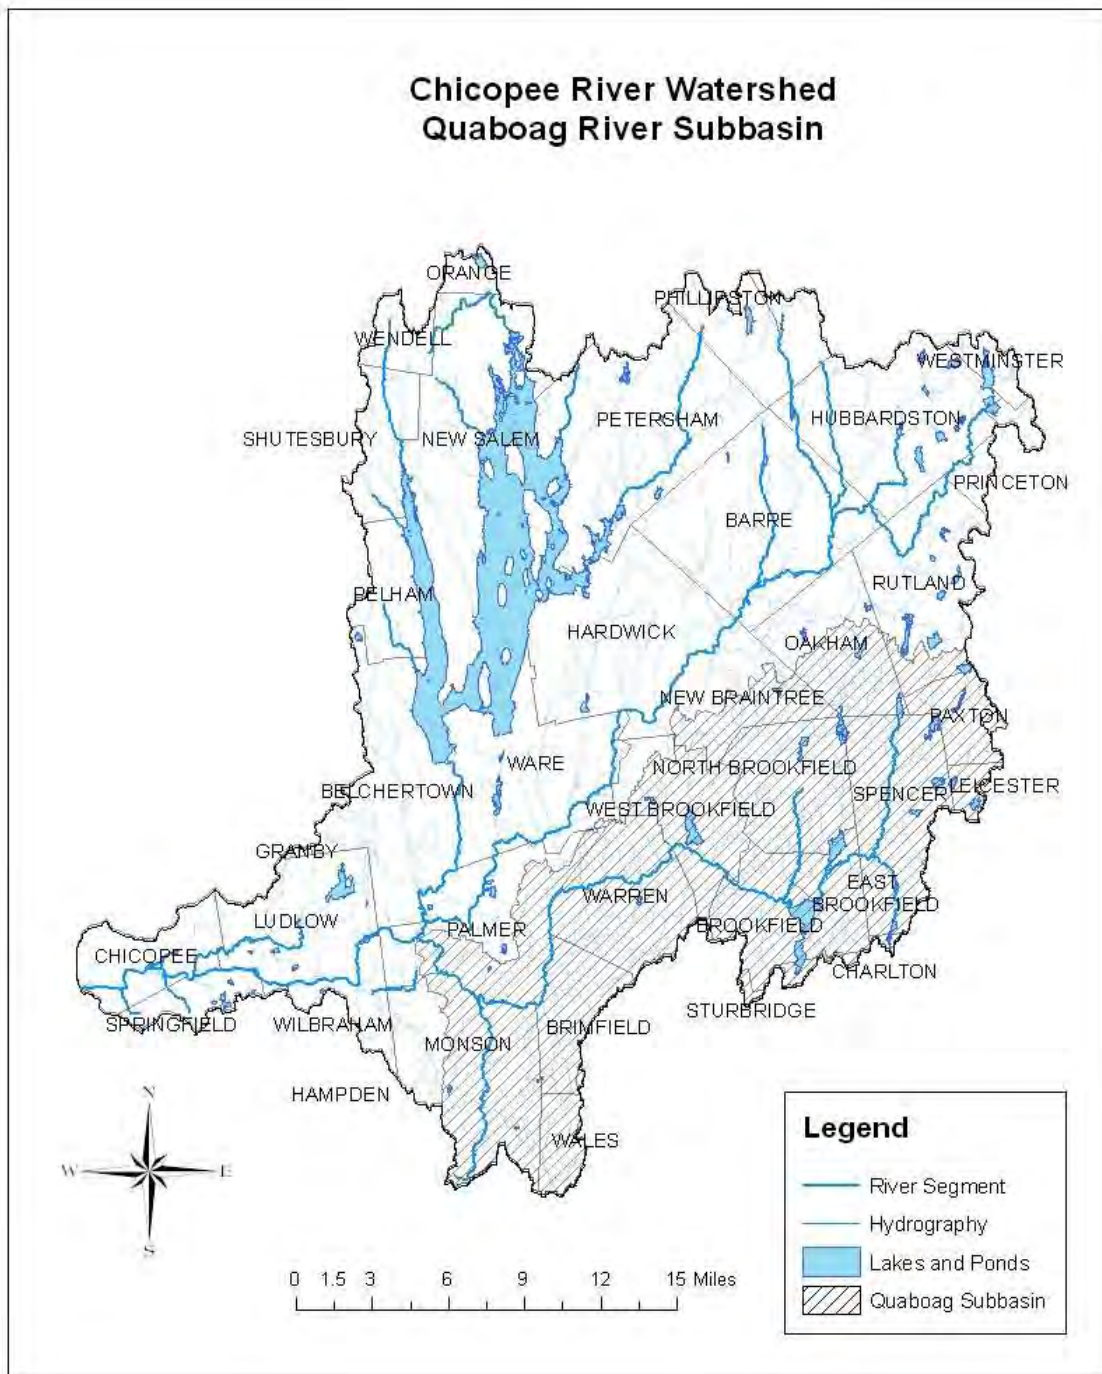 Chicopee River Watershed
Quaboag River Subbasin
ORANGE
PHILLIPSTON
WENDELL
WESTMINSTER
PETERSHAM
HUBBARDSTON
SHUTESBURY
NEW SALEM
PRINCETON
BARRE
RUTLAND
PELHAM
HARDWICK
OAKHAM
NEW BRAINTREE
PAXTON
WARE
NORTH BROOKFIELD
BELCHERTOWN
SPENCER
LEICESTER
WEST BROOKFIELD
GRANBY
EAST
BROOKFIELD
WARREN
LUDLOW
PALMER
BROOKFIELD
CHICOPEE
CHARLTON
STURBRIDGE
SPRINGFIELD
WILBRAHAM
BRIMFIELD
MONSON
HAMPDEN
WALES
N
W
E
S
Legend
River Segment
Hydrography
Lakes and Ponds
Quaboag Subbasin
0 1.5 3 6 9 12 15 Miles